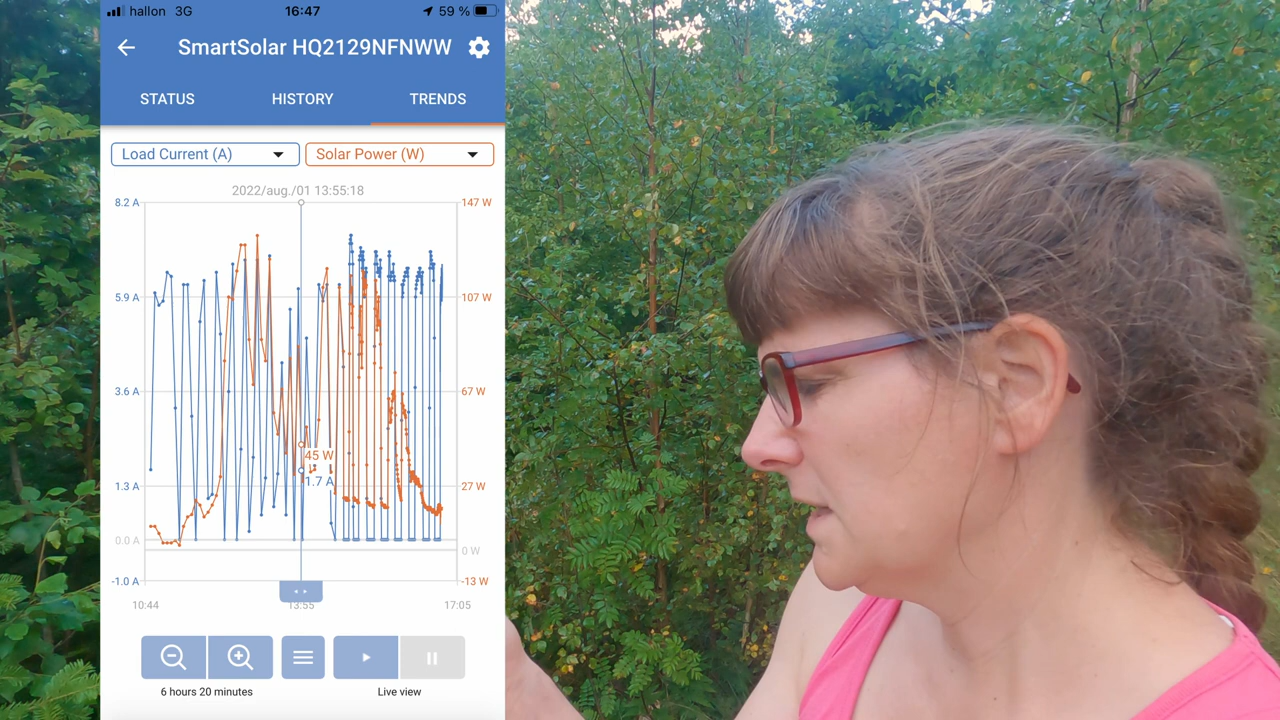 hallon 3G 16:47 59 %
SmartSolar HQ2129NFNWW
STATUS HISTORY TRENDS
Load Current (A) Solar Power (W)
2022/aug./01 13:55:18
8.2 A 147 W
5.9 A 107 W
3.6 A 67 W
45 W
1.7 A
1.3 A 27 W
0.0 A 0 W
-1.0 A -13 W
10:44 13:55 17:05
6 hours 20 minutes Live view